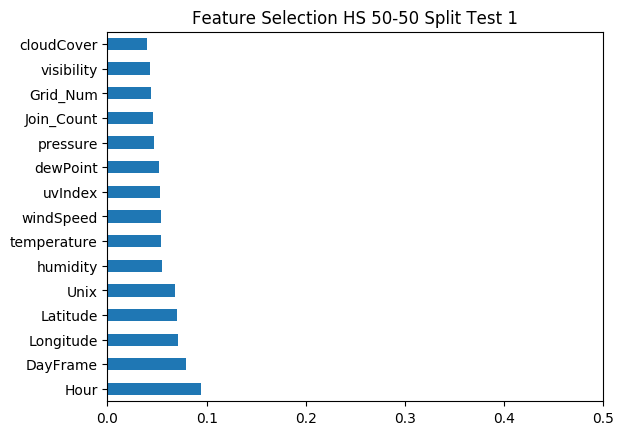 Feature Selection HS 50-50 Split Test 1
cloudCover
visibility
Grid_Num
Join_Count
pressure
dewPoint
uvIndex
windSpeed
temperature
humidity
Unix
Latitude
Longitude
DayFrame
Hour
0.0 0.1 0.2 0.3 0.4 0.5